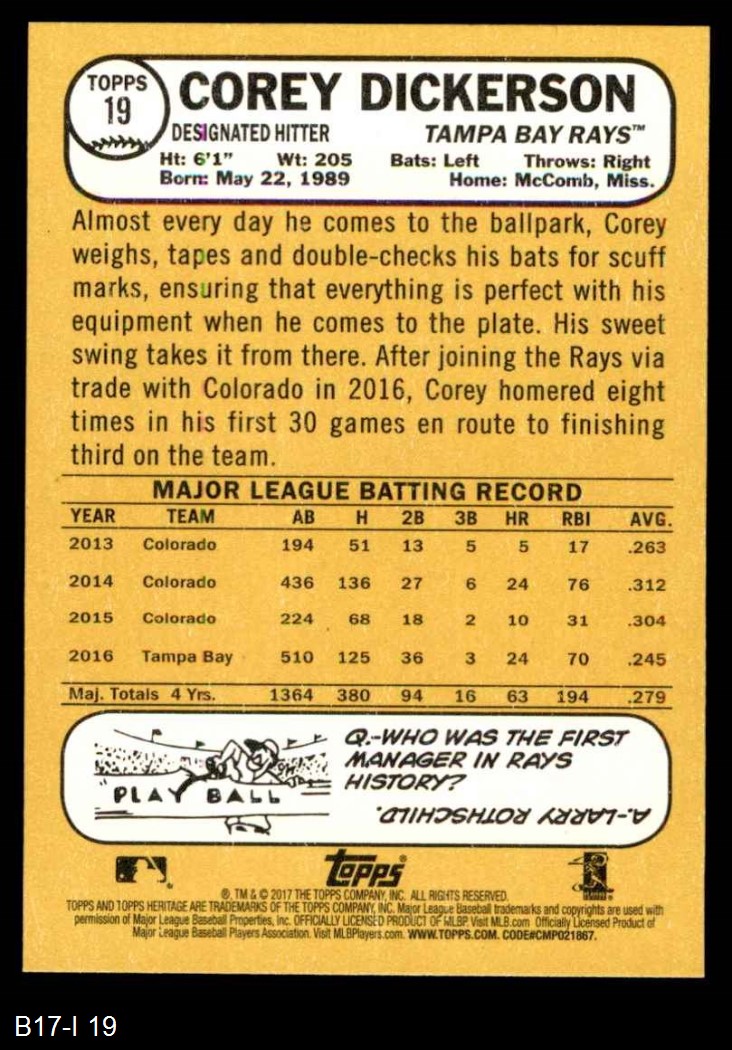 TOPPS
19
COREY DICKERSON
DESIGNATED HITTER TAMPA BAY RAYS™
Ht: 6'1" Wt: 205 Bats: Left Throws: Right
Born: May 22, 1989 Home: McComb, Miss.
Almost every day he comes to the ballpark, Corey
weighs, tapes and double-checks his bats for scuff
marks, ensuring that everything is perfect with his
equipment when he comes to the plate. His sweet
swing takes it from there. After joining the Rays via
trade with Colorado in 2016, Corey homered eight
times in his first 30 games en route to finishing
third on the team.
MAJOR LEAGUE BATTING RECORD
YEAR TEAM AB H 2B 3B HR RBI AVG.
2013 Colorado 194 51 13 5 5 17 .263
2014 Colorado 436 136 27 6 24 76 .312
2015 Colorado 224 68 18 2 10 31 .304
2016 Tampa Bay 510 125 36 3 24 70 .245
Maj. Totals 4 Yrs. 1364 380 94 16 63 194 .279
Q.-WHO WAS THE FIRST
MANAGER IN RAYS
HISTORY?
A.-LARRY ROTHSCHILD.
PLAY BALL
topps®
®, TM & © 2017 THE TOPPS COMPANY, INC. ALL RIGHTS RESERVED.
TOPPS AND TOPPS HERITAGE ARE TRADEMARKS OF THE TOPPS COMPANY, INC. Major League Baseball trademarks and copyrights are used with
permission of Major League Baseball Properties, Inc. OFFICIALLY LICENSED PRODUCT OF MLBP. Visit MLB.com Officially Licensed Product of
Major League Baseball Players Association. Visit MLBPlayers.com. WWW.TOPPS.COM. CODE#CMP021867.
B17-I 19